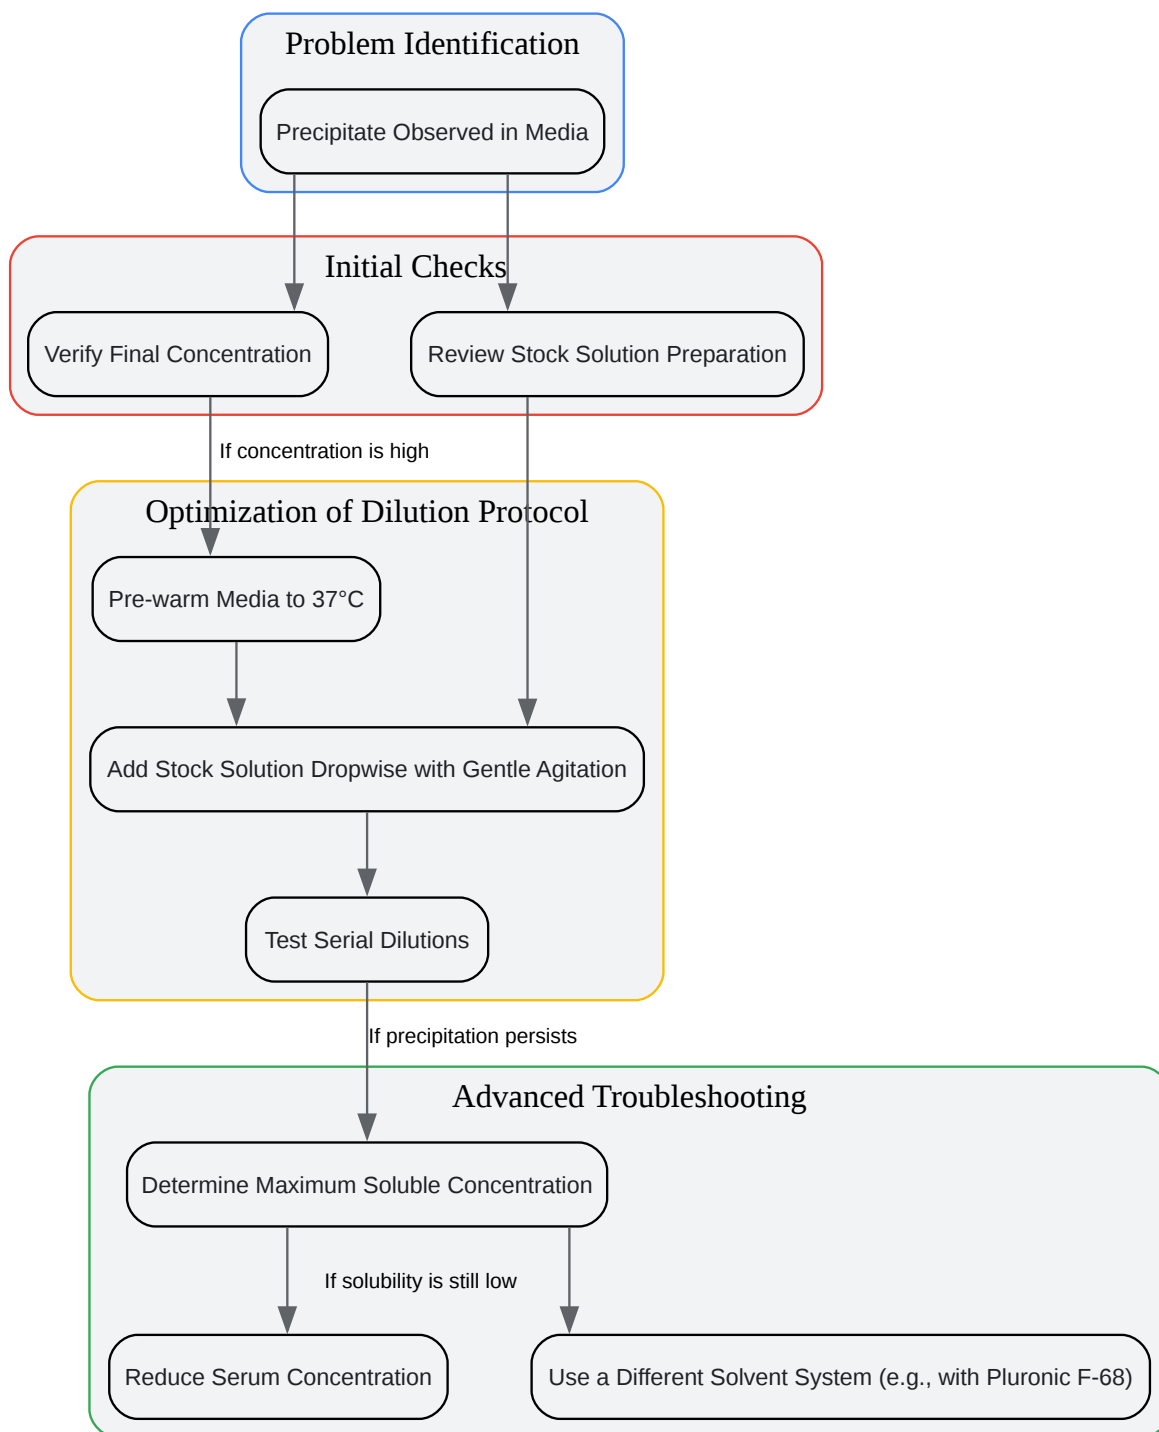 Problem Identification
Precipitate Observed in Media
Initial Checks
Verify Final Concentration
Review Stock Solution Preparation
If concentration is high
Optimization of Dilution Protocol
Pre-warm Media to 37°C
Add Stock Solution Dropwise with Gentle Agitation
Test Serial Dilutions
If precipitation persists
Advanced Troubleshooting
Determine Maximum Soluble Concentration
If solubility is still low
Reduce Serum Concentration
Use a Different Solvent System (e.g., with Pluronic F-68)